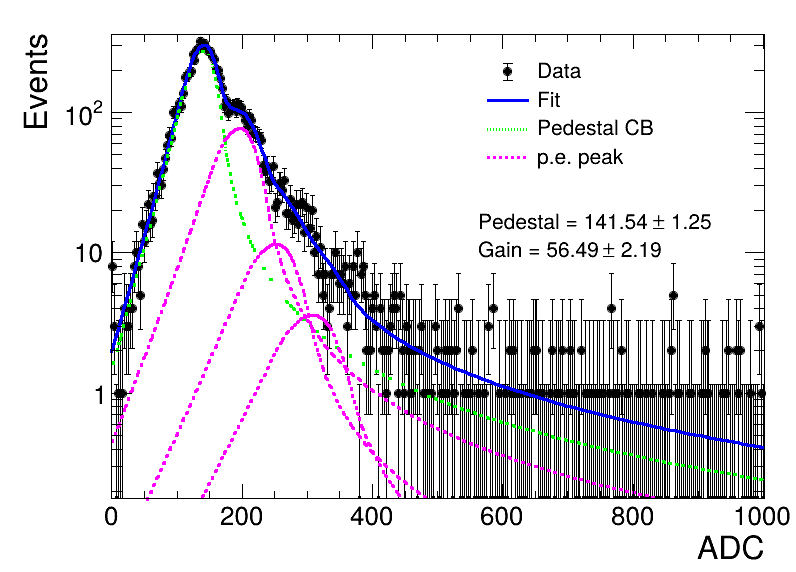 Events
10²
10
1
Data
Fit
Pedestal CB
p.e. peak
Pedestal = 141.54 ± 1.25
Gain = 56.49 ± 2.19
0 200 400 600 800 1000
ADC